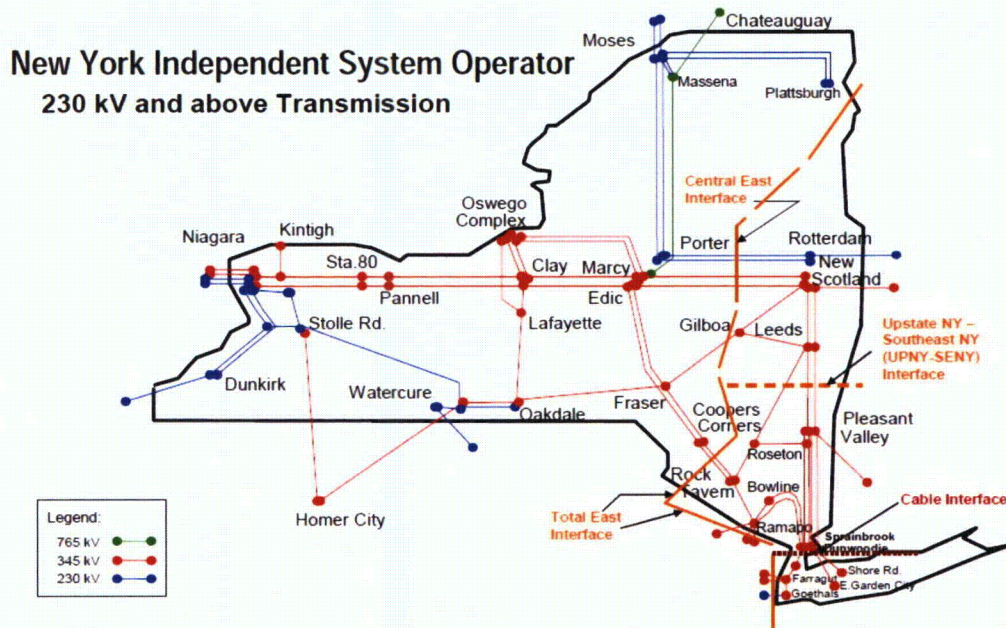 New York Independent System Operator
230 kV and above Transmission
Chateauguay
Moses
Massena
Plattsburgh
Central East
Interface
Oswego
Complex
Niagara
Kintigh
Sta.80
Pannell
Clay
Marcy
Edic
Porter
Rotterdam
New
Scotland
Lafayette
Stolle Rd.
Gilboa
Leeds
Upstate NY –
Southeast NY
(UPNY-SENY)
Interface
Dunkirk
Watercure
Oakdale
Fraser
Coopers
Corners
Pleasant
Valley
Roseton
Rock
Tavern
Bowline
Cable Interface
Homer City
Total East
Interface
Ramapo
Sprainbrook
Dunwoodie
Shore Rd.
Farragut
E.Garden City
Goethals
Legend:
765 kV
345 kV
230 kV